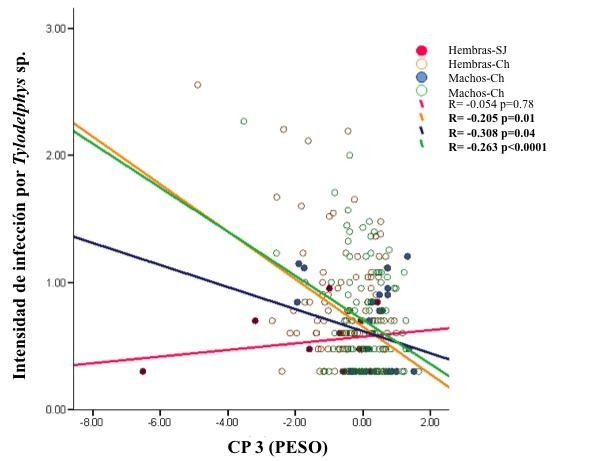 Intensidad de infección por Tylodelphys sp.
3.00
2.00
1.00
0.00
-8.00 -6.00 -4.00 -2.00 0.00 2.00
CP 3 (PESO)
Hembras-SJ
Hembras-Ch
Machos-Ch
Machos-Ch
R= -0.054 p=0.78
R= -0.205 p=0.01
R= -0.308 p=0.04
R= -0.263 p<0.0001